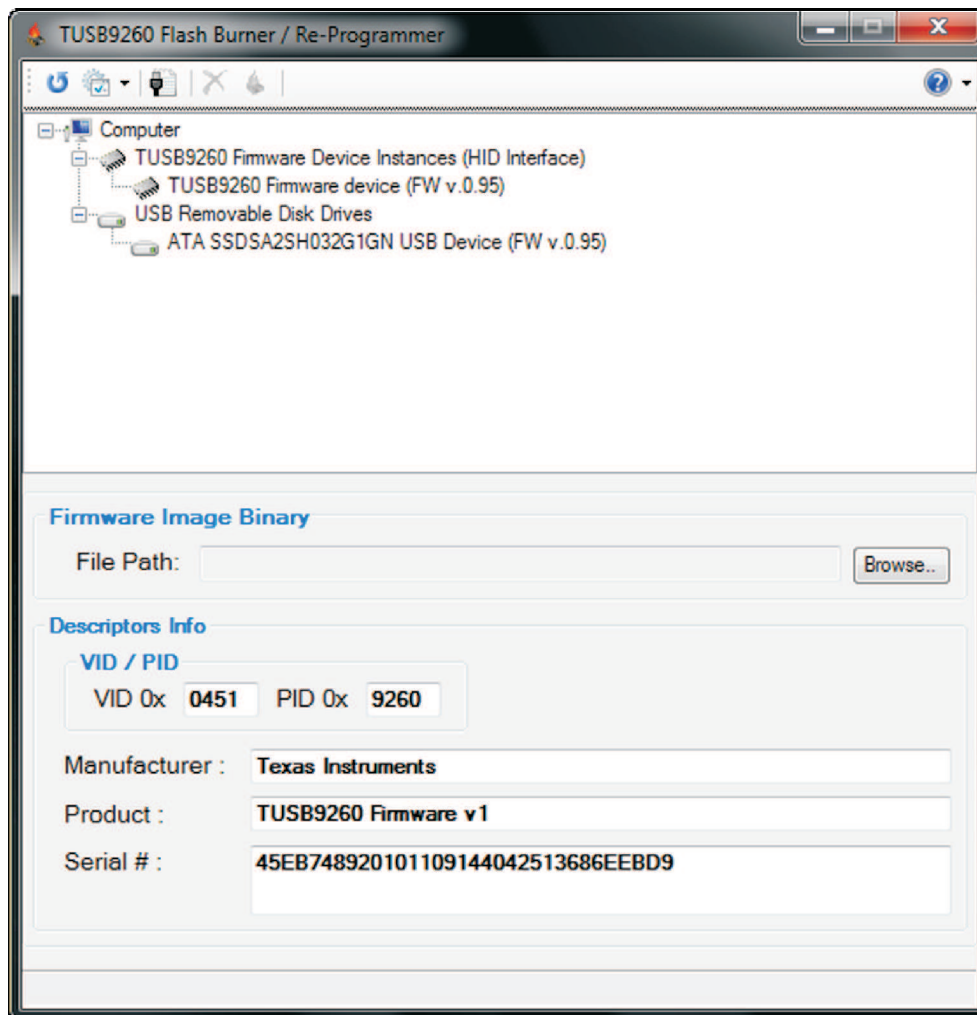 TUSB9260 Flash Burner / Re-Programmer
Computer
TUSB9260 Firmware Device Instances (HID Interface)
TUSB9260 Firmware device (FW v.0.95)
USB Removable Disk Drives
ATA SSDSA2SH032G1GN USB Device (FW v.0.95)
Firmware Image Binary
File Path:
Browse..
Descriptors Info
VID / PID
VID 0x 0451 PID 0x 9260
Manufacturer : Texas Instruments
Product : TUSB9260 Firmware v1
Serial # : 45EB748920101109144042513686EEBD9